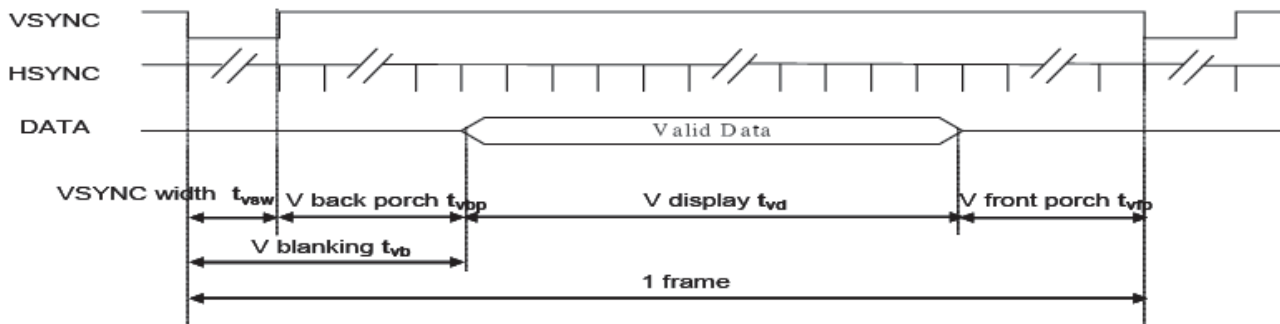 VSYNC
HSYNC
DATA
Valid Data
VSYNC width tvsw
V back porch tvbp
V display tvd
V front porch tvfp
V blanking tvb
1 frame